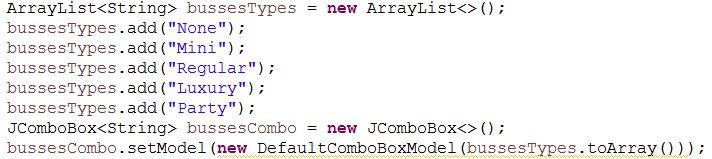 ArrayList<String> bussesTypes = new ArrayList<>();
bussesTypes.add("None");
bussesTypes.add("Mini");
bussesTypes.add("Regular");
bussesTypes.add("Luxury");
bussesTypes.add("Party");
JComboBox<String> bussesCombo = new JComboBox<>();
bussesCombo.setModel(new DefaultComboBoxModel(bussesTypes.toArray()));